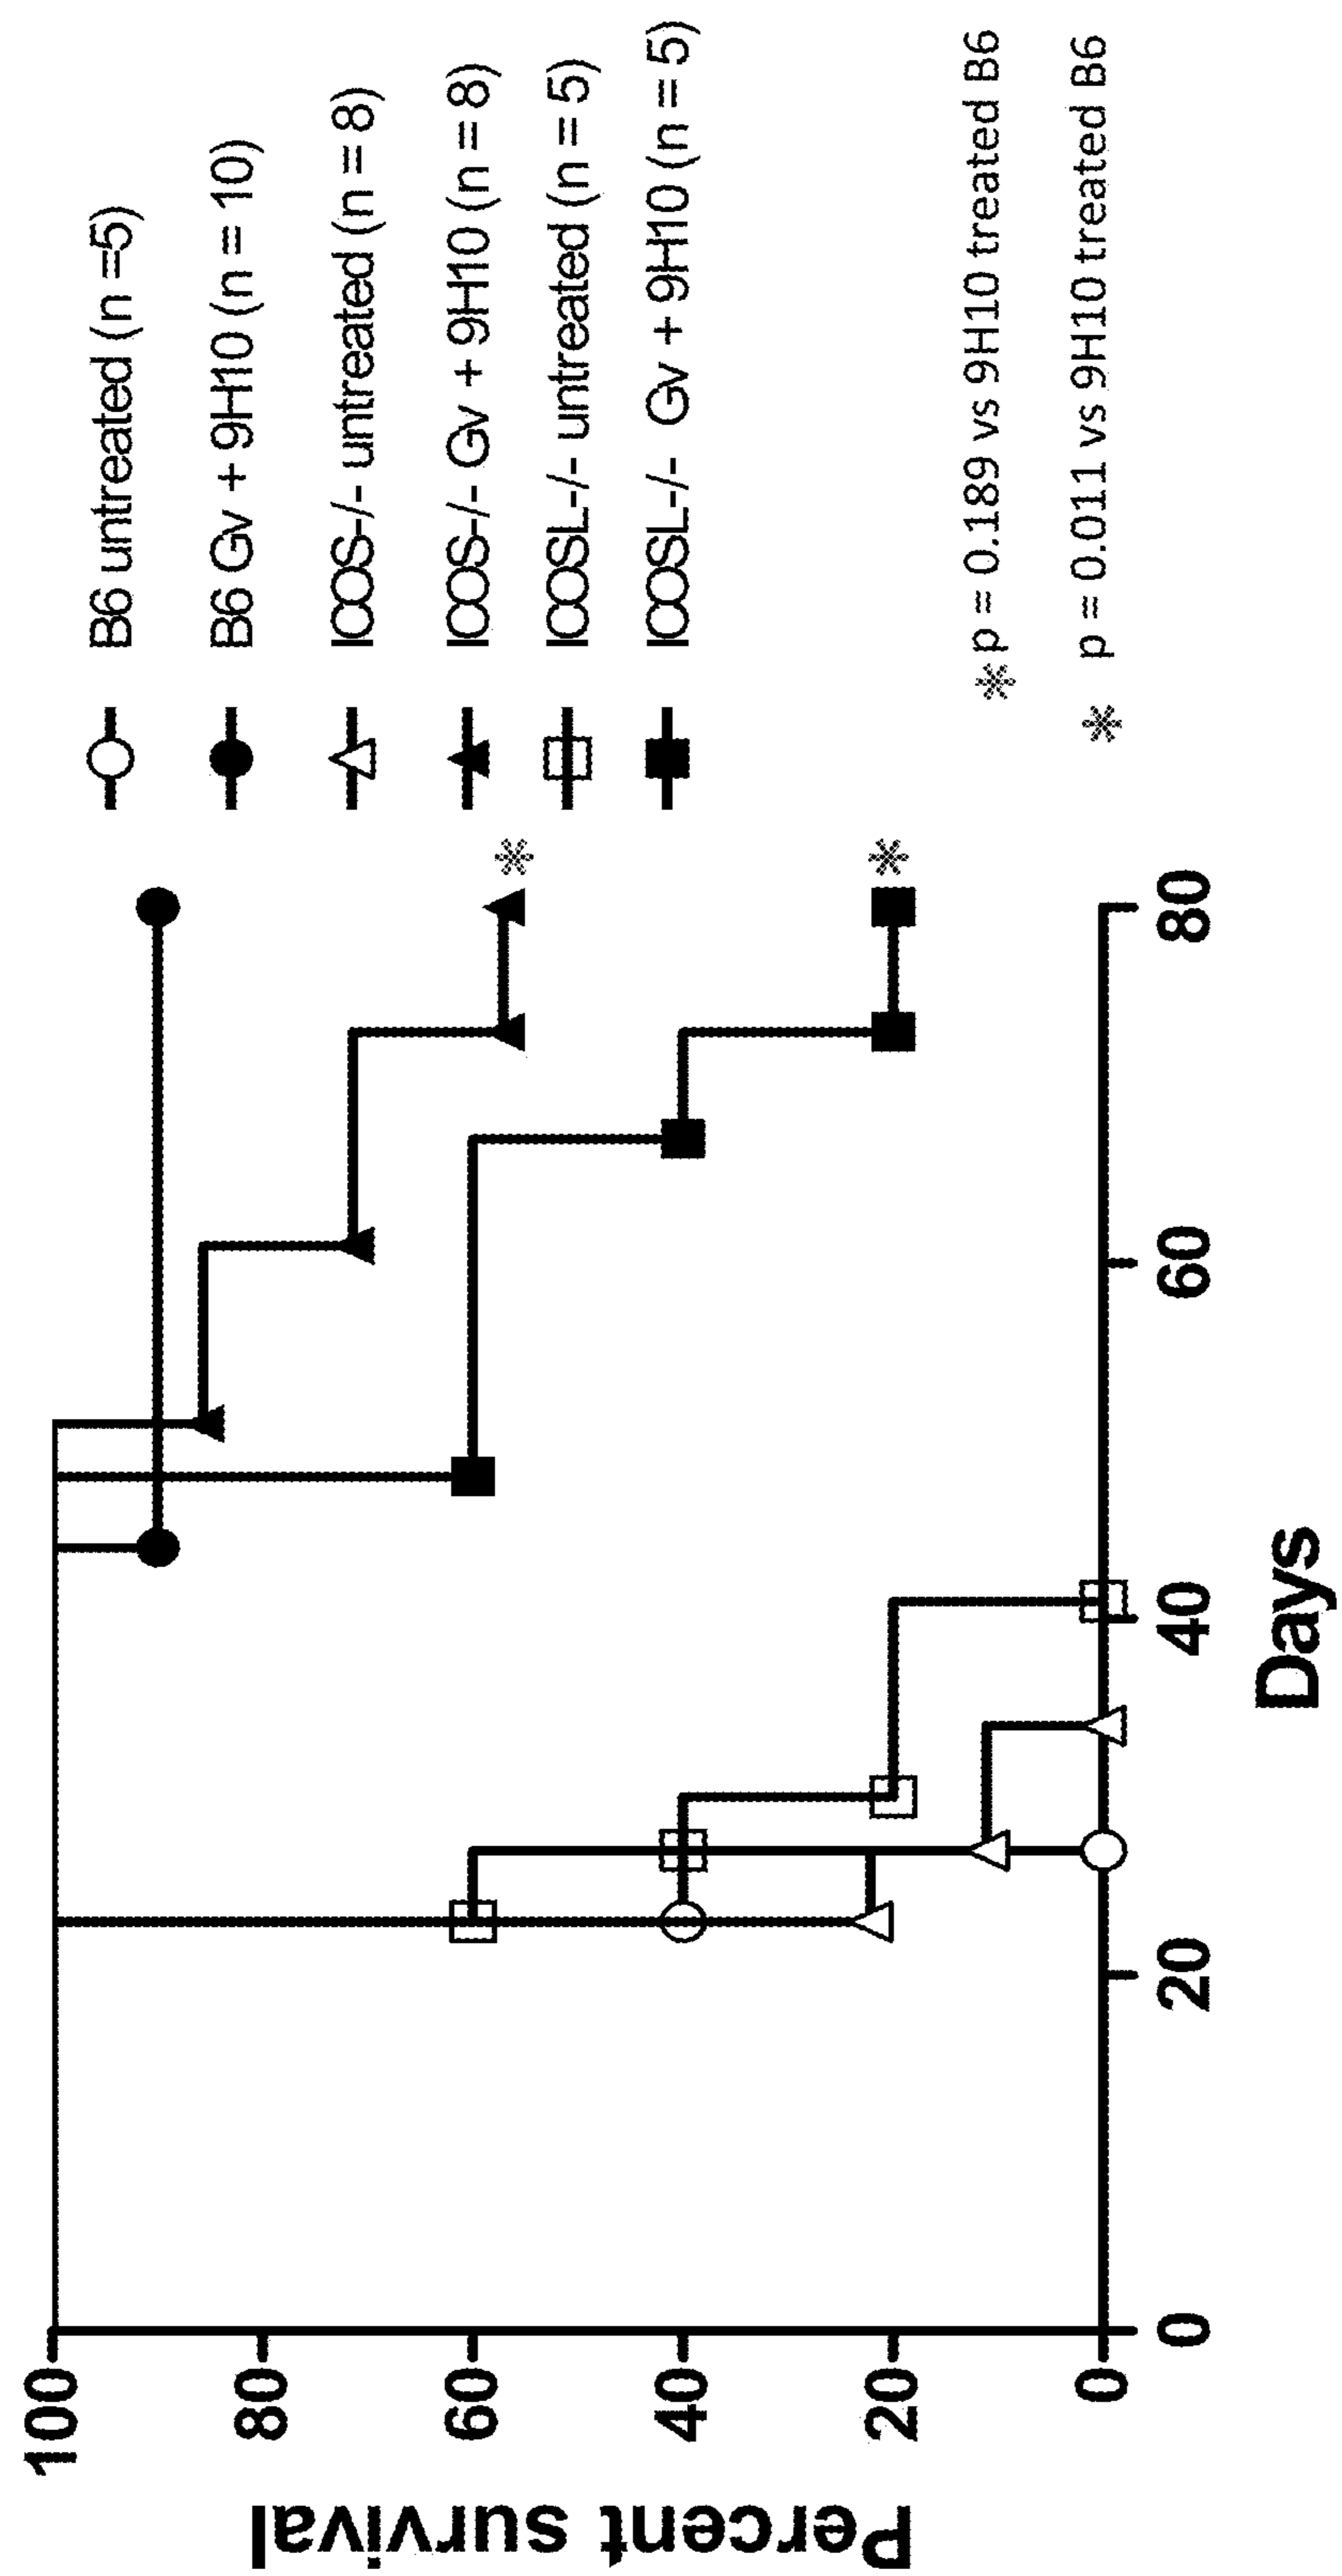 Percent survival
100
80
60
40
20
0
0
20
40
60
80
Days
B6 untreated (n =5)
B6 Gv + 9H10 (n = 10)
ICOS-/- untreated (n = 8)
ICOS-/- Gv + 9H10 (n = 8)
ICOSL-/- untreated (n = 5)
ICOSL-/- Gv + 9H10 (n = 5)
*
*
* p = 0.189 vs 9H10 treated B6
* p = 0.011 vs 9H10 treated B6